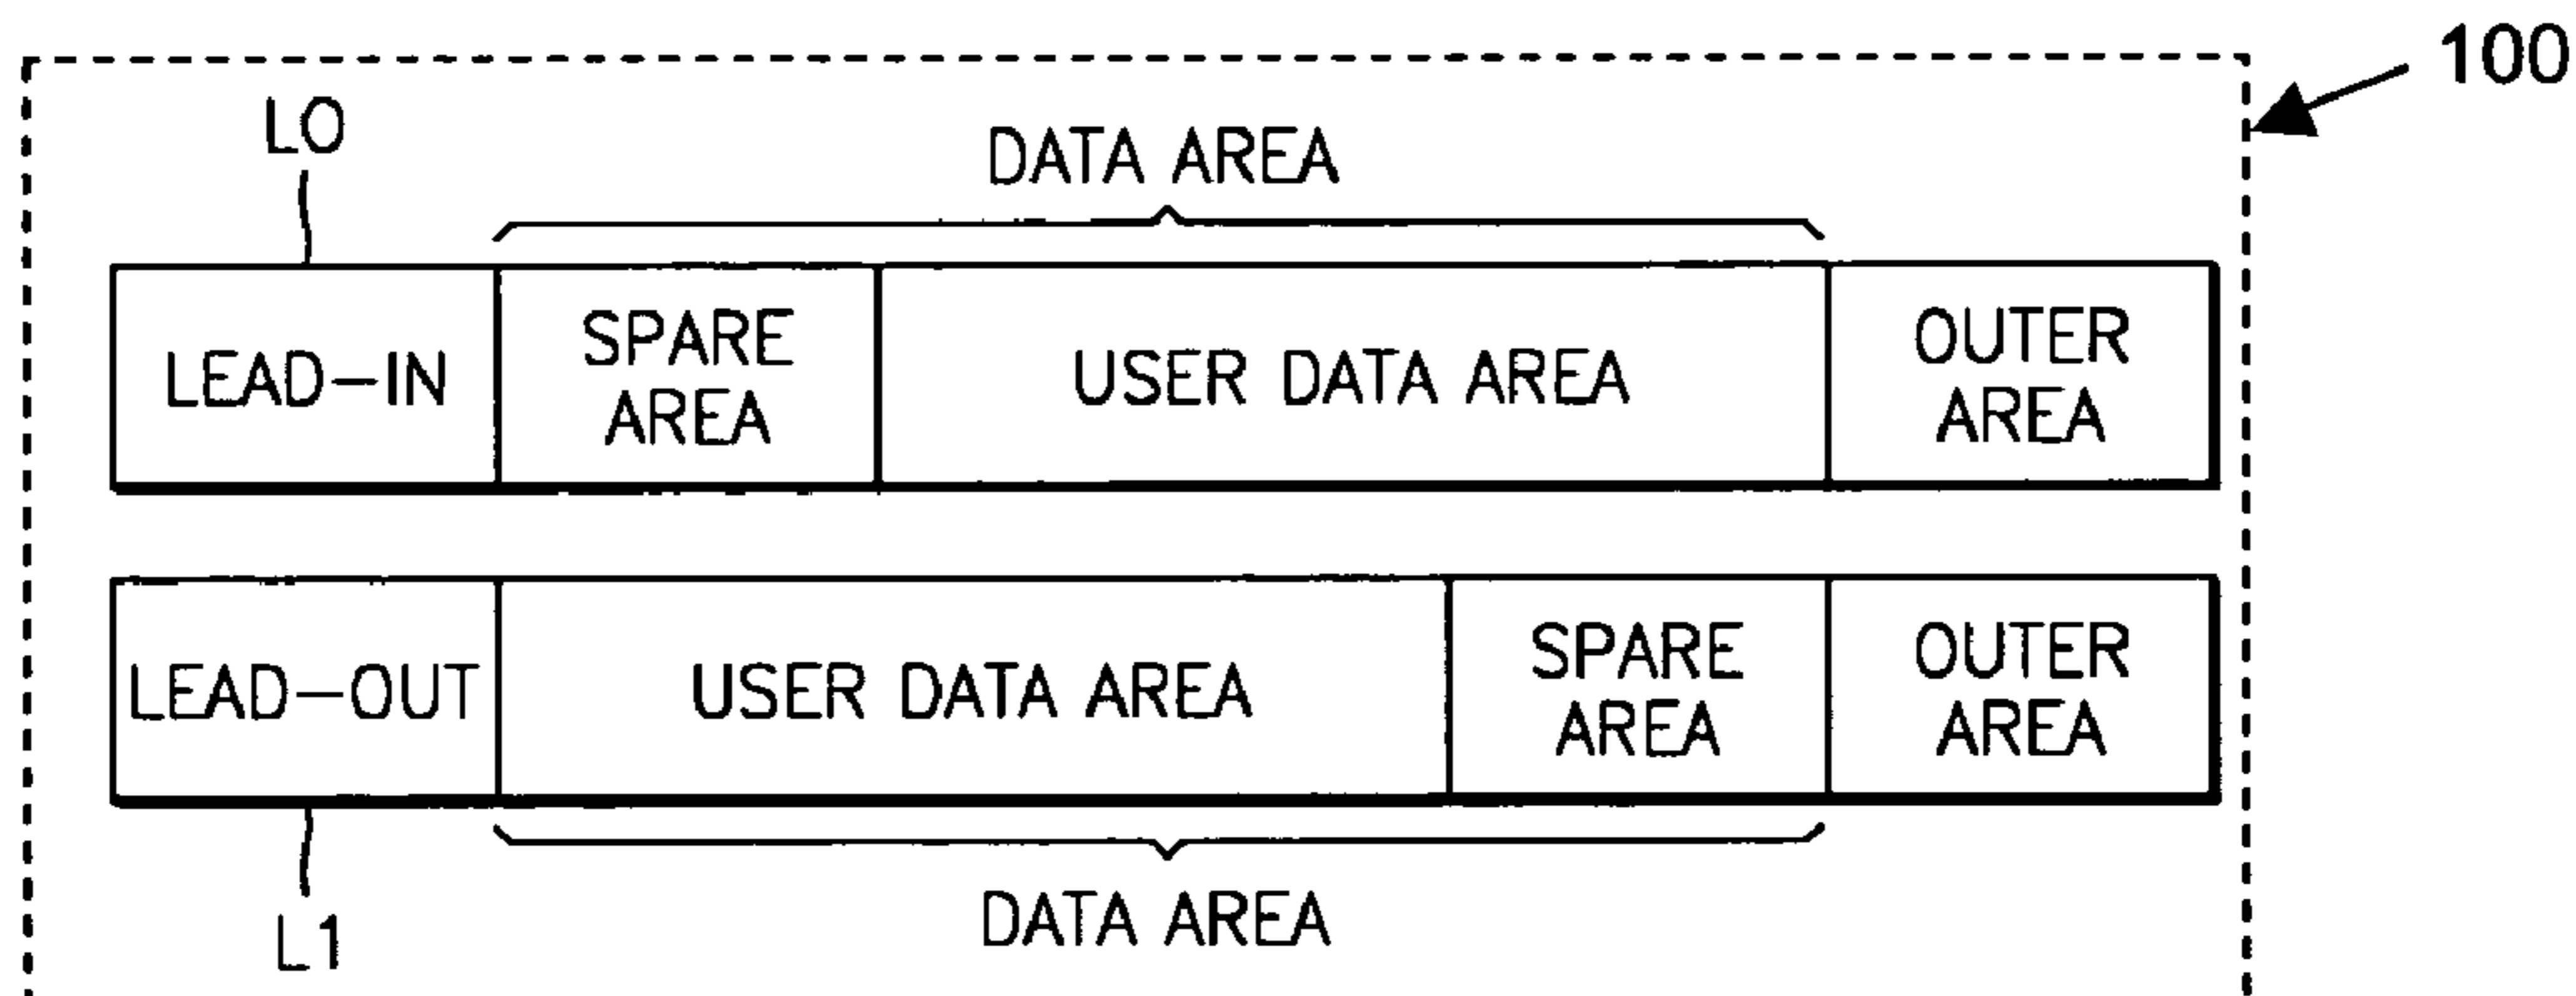 100
L0
DATA AREA
LEAD-IN
SPARE
AREA
USER DATA AREA
OUTER
AREA
LEAD-OUT
USER DATA AREA
SPARE
AREA
OUTER
AREA
DATA AREA
L1